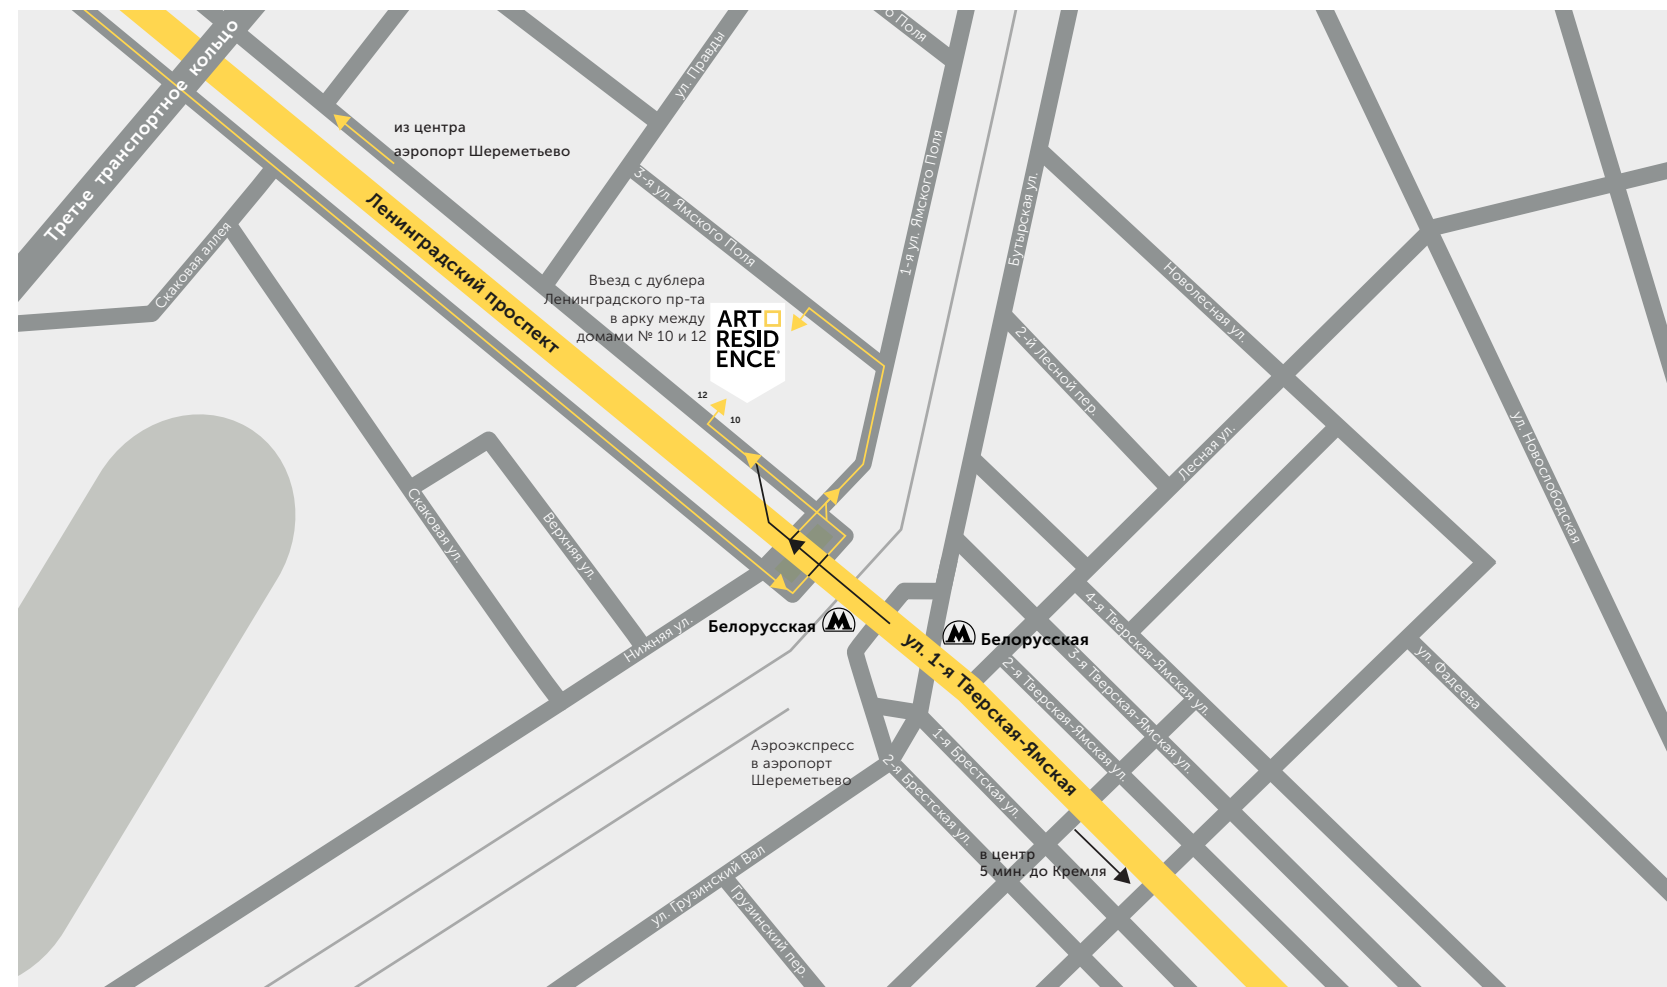 о Поля
ул. Правды
Третье транспортное кольцо
из центра
аэропорт Шереметьево
1-я ул. Ямского Поля
3-я ул. Ямского Поля
Бутырская ул.
Ленинградский проспект
Скаковая аллея
Новолесная ул.
Въезд с дублера
Ленинградского пр-та
в арку между
домами № 10 и 12
ART
RESID
ENCE
2-й Лесной пер.
12
10
Лесная ул.
ул. Новослободская
Скаковая ул.
Верхняя ул.
Нижняя ул.
Белорусская
М
М
Белорусская
ул. 1-я Тверская-Ямская
4-я Тверская-Ямская ул.
3-я Тверская-Ямская ул.
2-я Тверская-Ямская ул.
ул. Фадеева
1-я Брестская ул.
2-я Брестская ул.
Аэроэкспресс
в аэропорт
Шереметьево
в центр
5 мин. до Кремля
ул. Грузинский Вал
Грузинский пер.